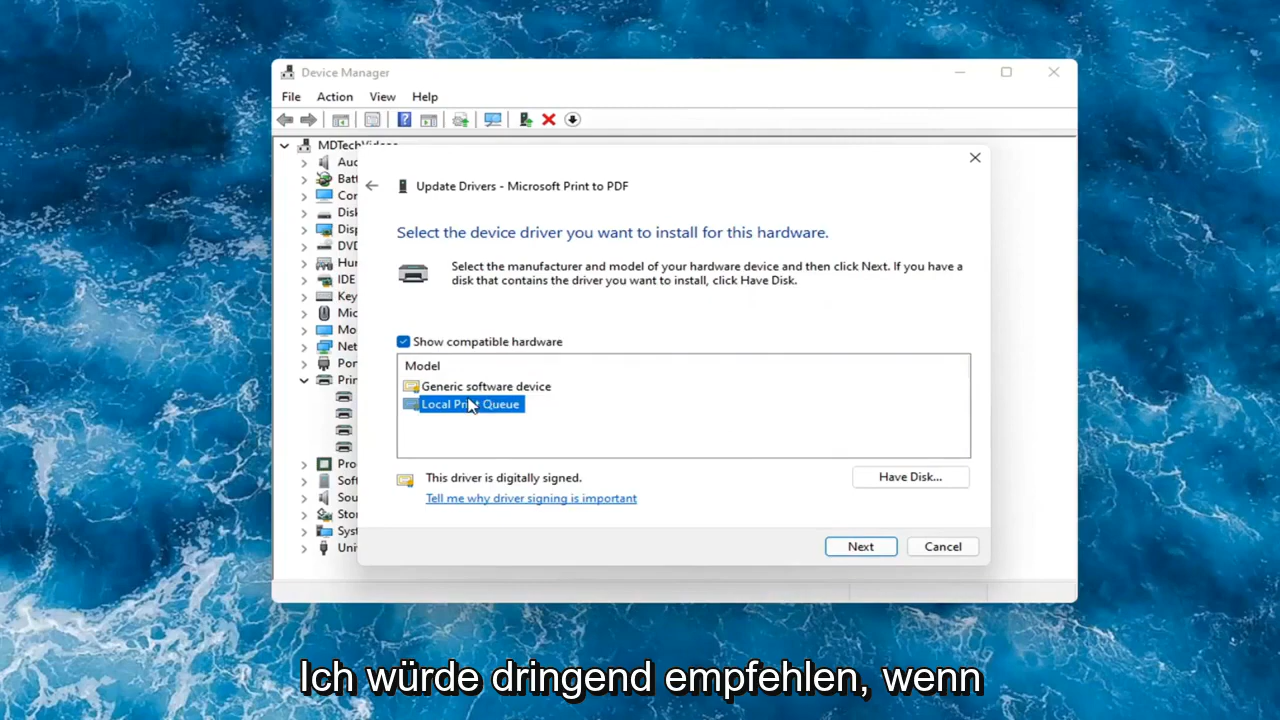 Device Manager
File Action View Help
Update Drivers - Microsoft Print to PDF
Select the device driver you want to install for this hardware.
Select the manufacturer and model of your hardware device and then click Next. If you have a
disk that contains the driver you want to install, click Have Disk.
Show compatible hardware
Model
Generic software device
Local Print Queue
This driver is digitally signed.
Have Disk...
Tell me why driver signing is important
Next
Cancel
Ich würde dringend empfehlen, wenn